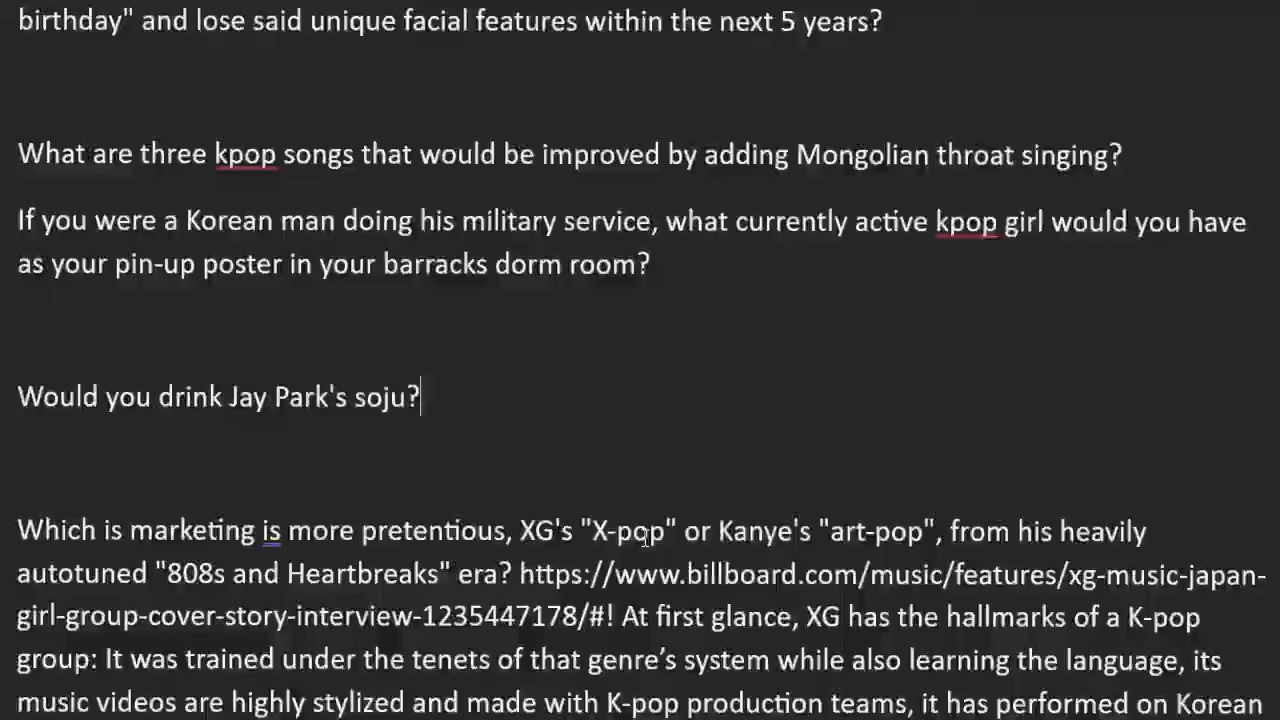 birthday" and lose said unique facial features within the next 5 years?
What are three kpop songs that would be improved by adding Mongolian throat singing?
If you were a Korean man doing his military service, what currently active kpop girl would you have
as your pin-up poster in your barracks dorm room?
Would you drink Jay Park's soju?
Which is marketing is more pretentious, XG's "X-pop" or Kanye's "art-pop", from his heavily
autotuned "808s and Heartbreaks" era? https://www.billboard.com/music/features/xg-music-japan-
girl-group-cover-story-interview-1235447178/#! At first glance, XG has the hallmarks of a K-pop
group: It was trained under the tenets of that genre’s system while also learning the language, its
music videos are highly stylized and made with K-pop production teams, it has performed on Korean